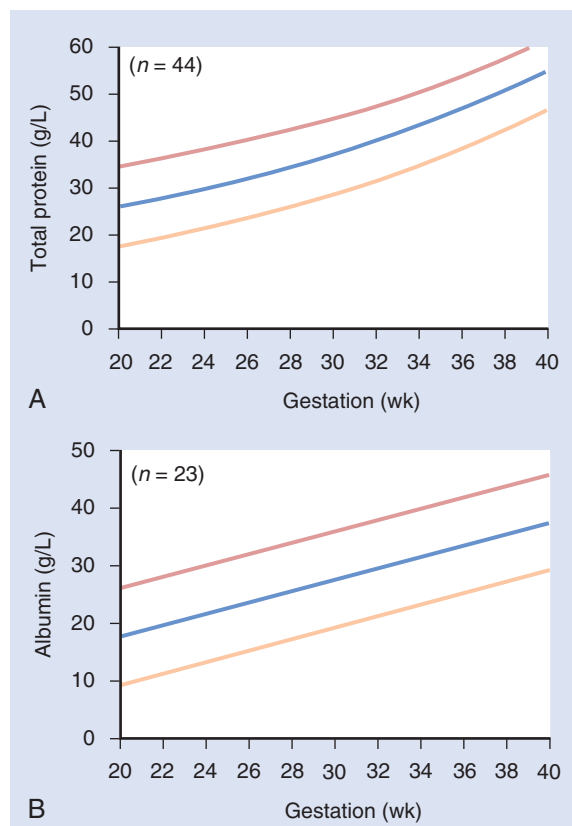 (n = 44)
Total protein (g/L)
60
50
40
30
20
10
0
20 22 24 26 28 30 32 34 36 38 40
Gestation (wk)
A
(n = 23)
Albumin (g/L)
50
40
30
20
10
0
20 22 24 26 28 30 32 34 36 38 40
Gestation (wk)
B